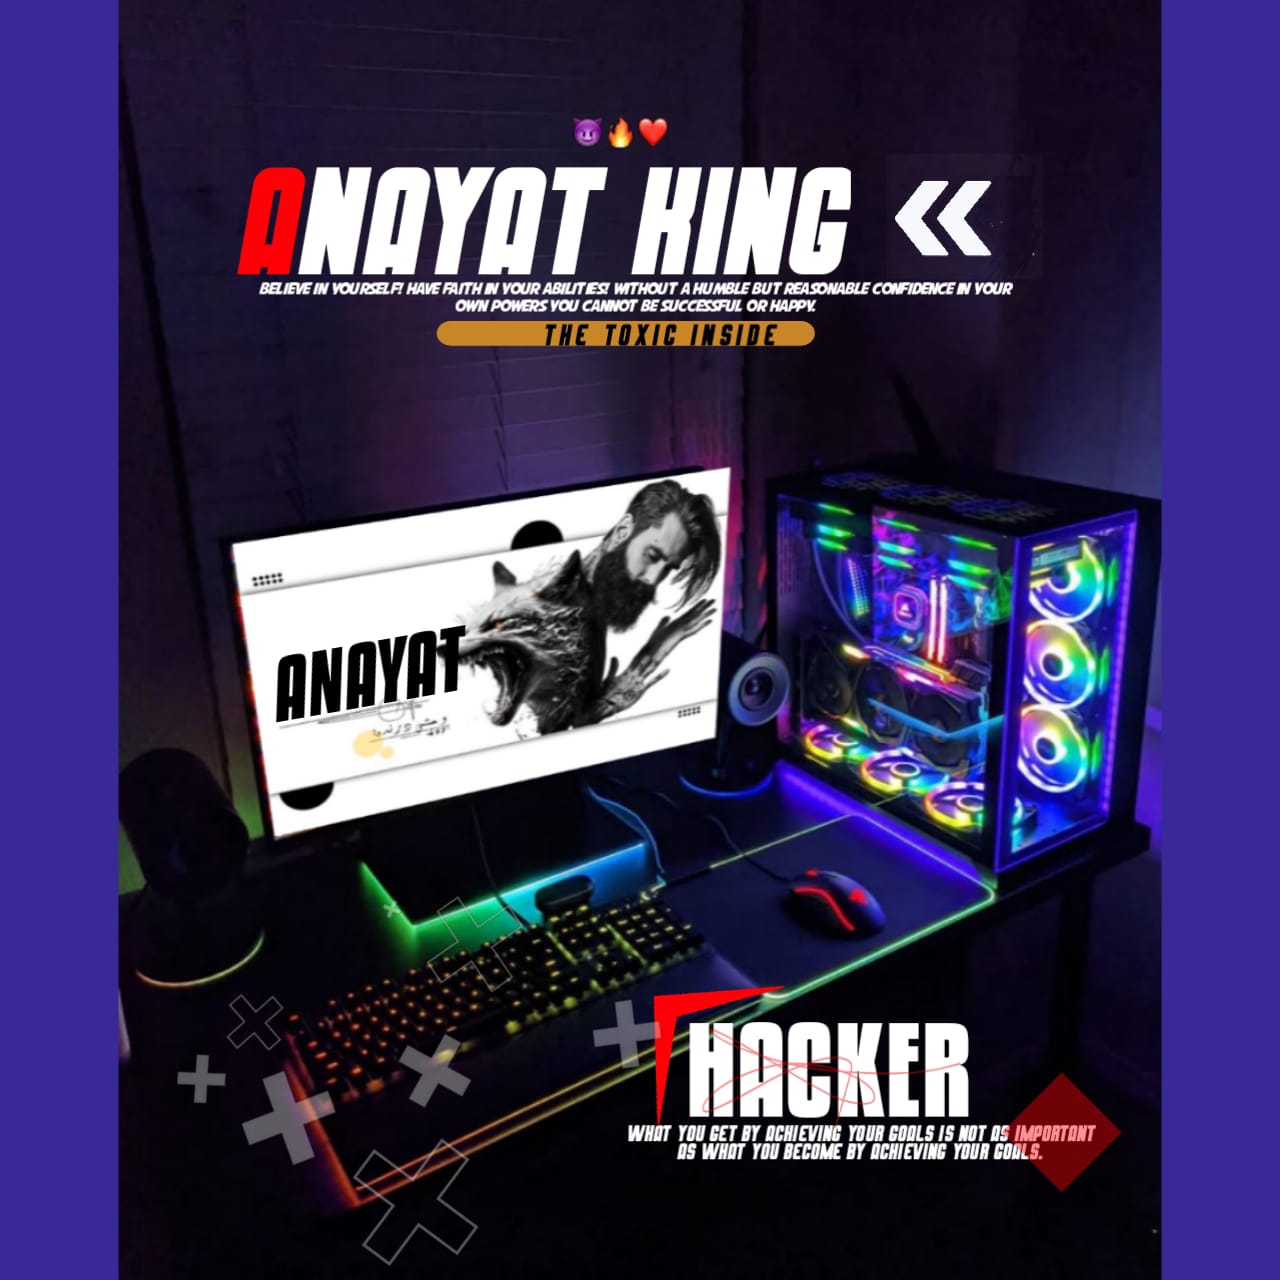 😈🔥❤️
ANAYAT KING
BELIEVE IN YOURSELF! HAVE FAITH IN YOUR ABILITIES! WITHOUT A HUMBLE BUT REASONABLE CONFIDENCE IN YOUR
OWN POWERS YOU CANNOT BE SUCCESSFUL OR HAPPY.
THE TOXIC INSIDE
ANAYAT
HACKER
WHAT YOU GET BY ACHIEVING YOUR GOALS IS NOT AS IMPORTANT
AS WHAT YOU BECOME BY ACHIEVING YOUR GOALS.